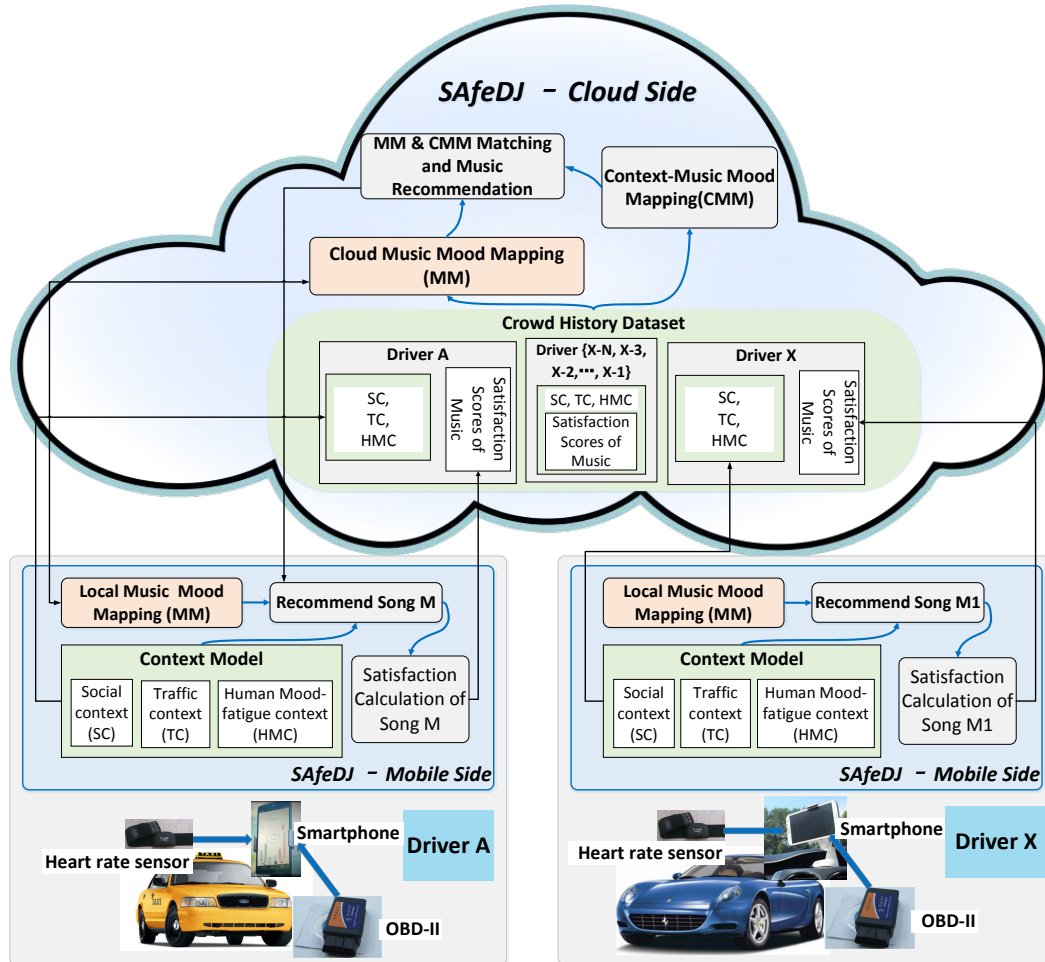 SAfeDJ – Cloud Side
MM & CMM Matching
and Music
Recommendation
Context-Music Mood
Mapping(CMM)
Cloud Music Mood Mapping
(MM)
Crowd History Dataset
Driver A
SC,
TC,
HMC
Satisfaction
Scores of
Music
Driver {X-N, X-3,
X-2,···, X-1}
SC, TC, HMC
Satisfaction
Scores of
Music
Driver X
SC,
TC,
HMC
Satisfaction
Scores of
Music
Local Music Mood
Mapping (MM)
Recommend Song M
Context Model
Social
context
(SC)
Traffic
context
(TC)
Human Mood-
fatigue context
(HMC)
Satisfaction
Calculation of
Song M
SAfeDJ – Mobile Side
Heart rate sensor
Smartphone
Driver A
TAXI
OBD-II
Local Music Mood
Mapping (MM)
Recommend Song M1
Context Model
Social
context
(SC)
Traffic
context
(TC)
Human Mood-
fatigue context
(HMC)
Satisfaction
Calculation of
Song M1
SAfeDJ – Mobile Side
Heart rate sensor
Smartphone
Driver X
OBD-II